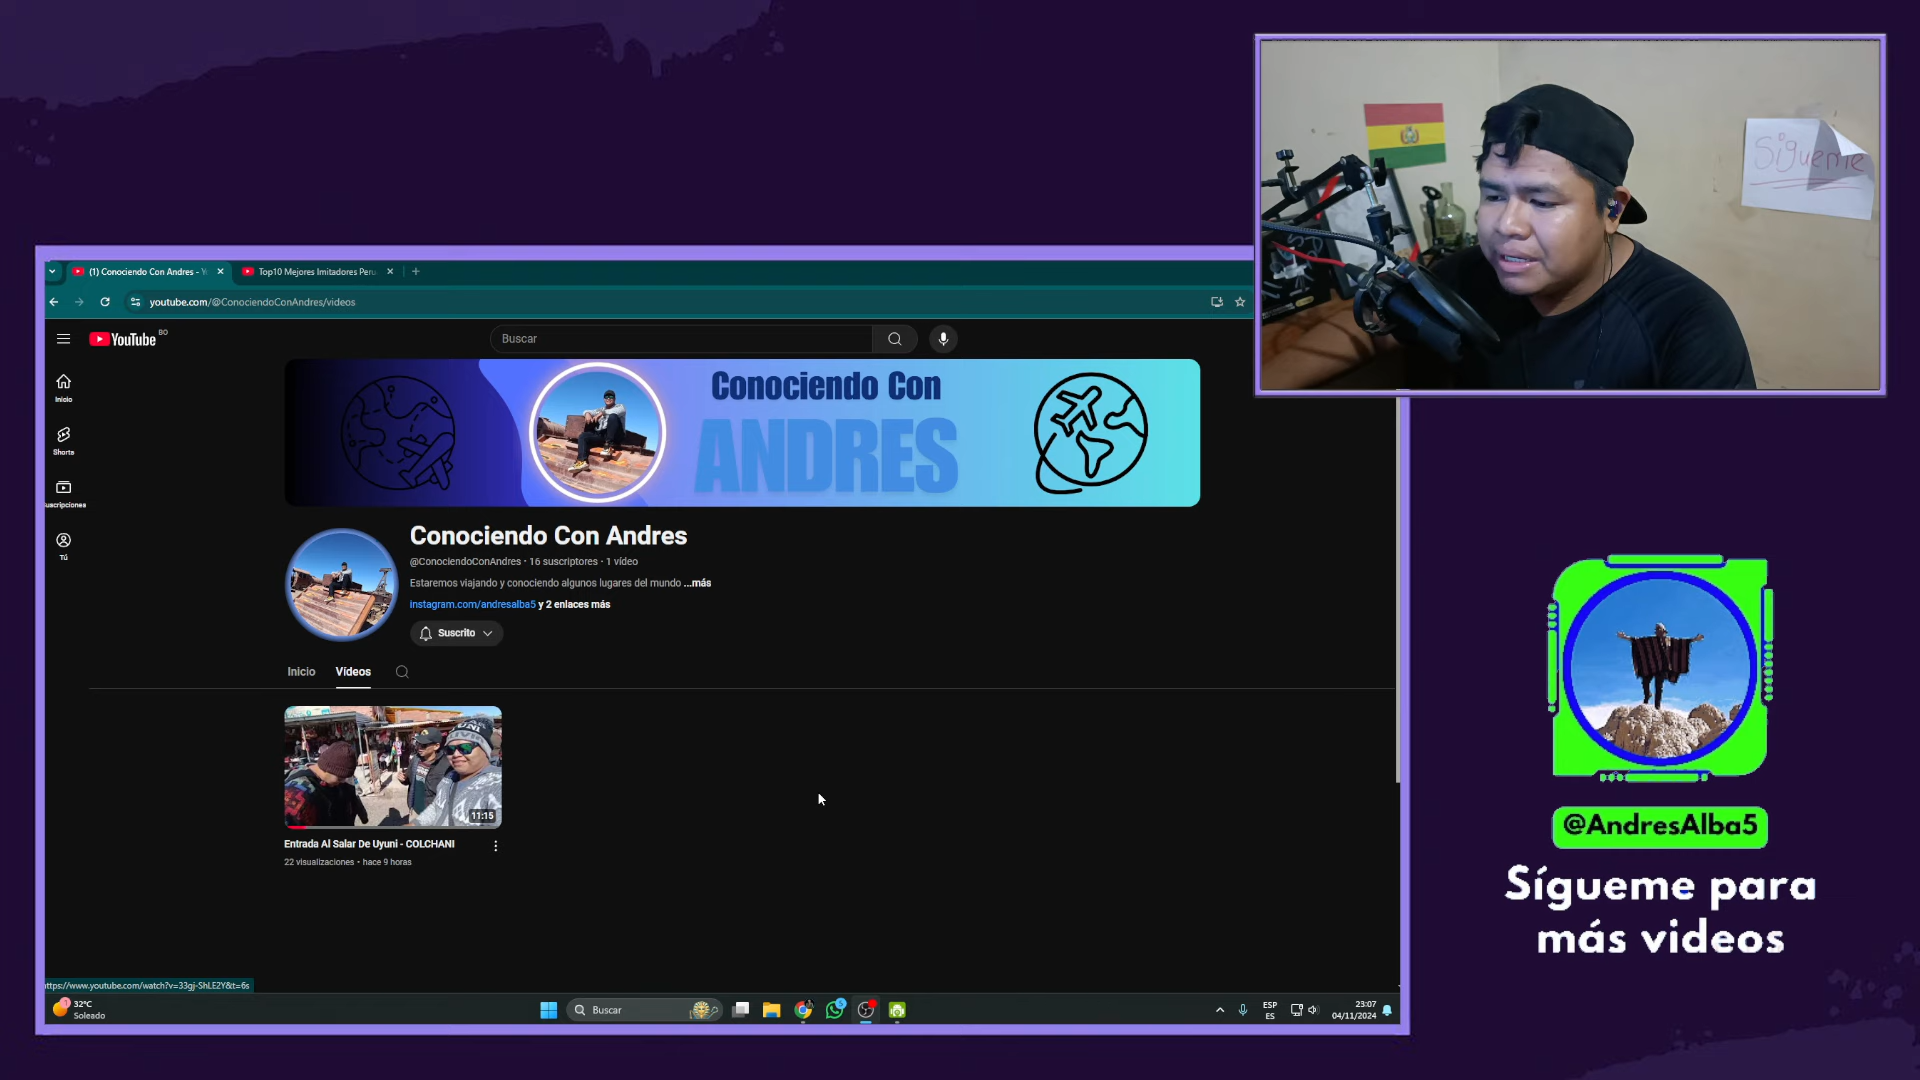 Sígueme
(1) Conociendo Con Andres - Y
Top10 Mejores Imitadores Peru
youtube.com/@ConociendoConAndres/videos
YouTube BO
Buscar
Inicio
Shorts
Suscripciones
Tú
Conociendo Con
ANDRES
Conociendo Con Andres
@ConociendoConAndres · 16 suscriptores · 1 vídeo
Estaremos viajando y conociendo algunos lugares del mundo ...más
instagram.com/andresalba5 y 2 enlaces más
Suscrito
Inicio
Vídeos
11:15
Entrada Al Salar De Uyuni - COLCHANI
22 visualizaciones · hace 9 horas
https://www.youtube.com/watch?v=33gj-ShLE2Y&t=6s
32°C
Soleado
Buscar
ESP
ES
23:07
04/11/2024
@AndresAlba5
Sígueme para
más videos